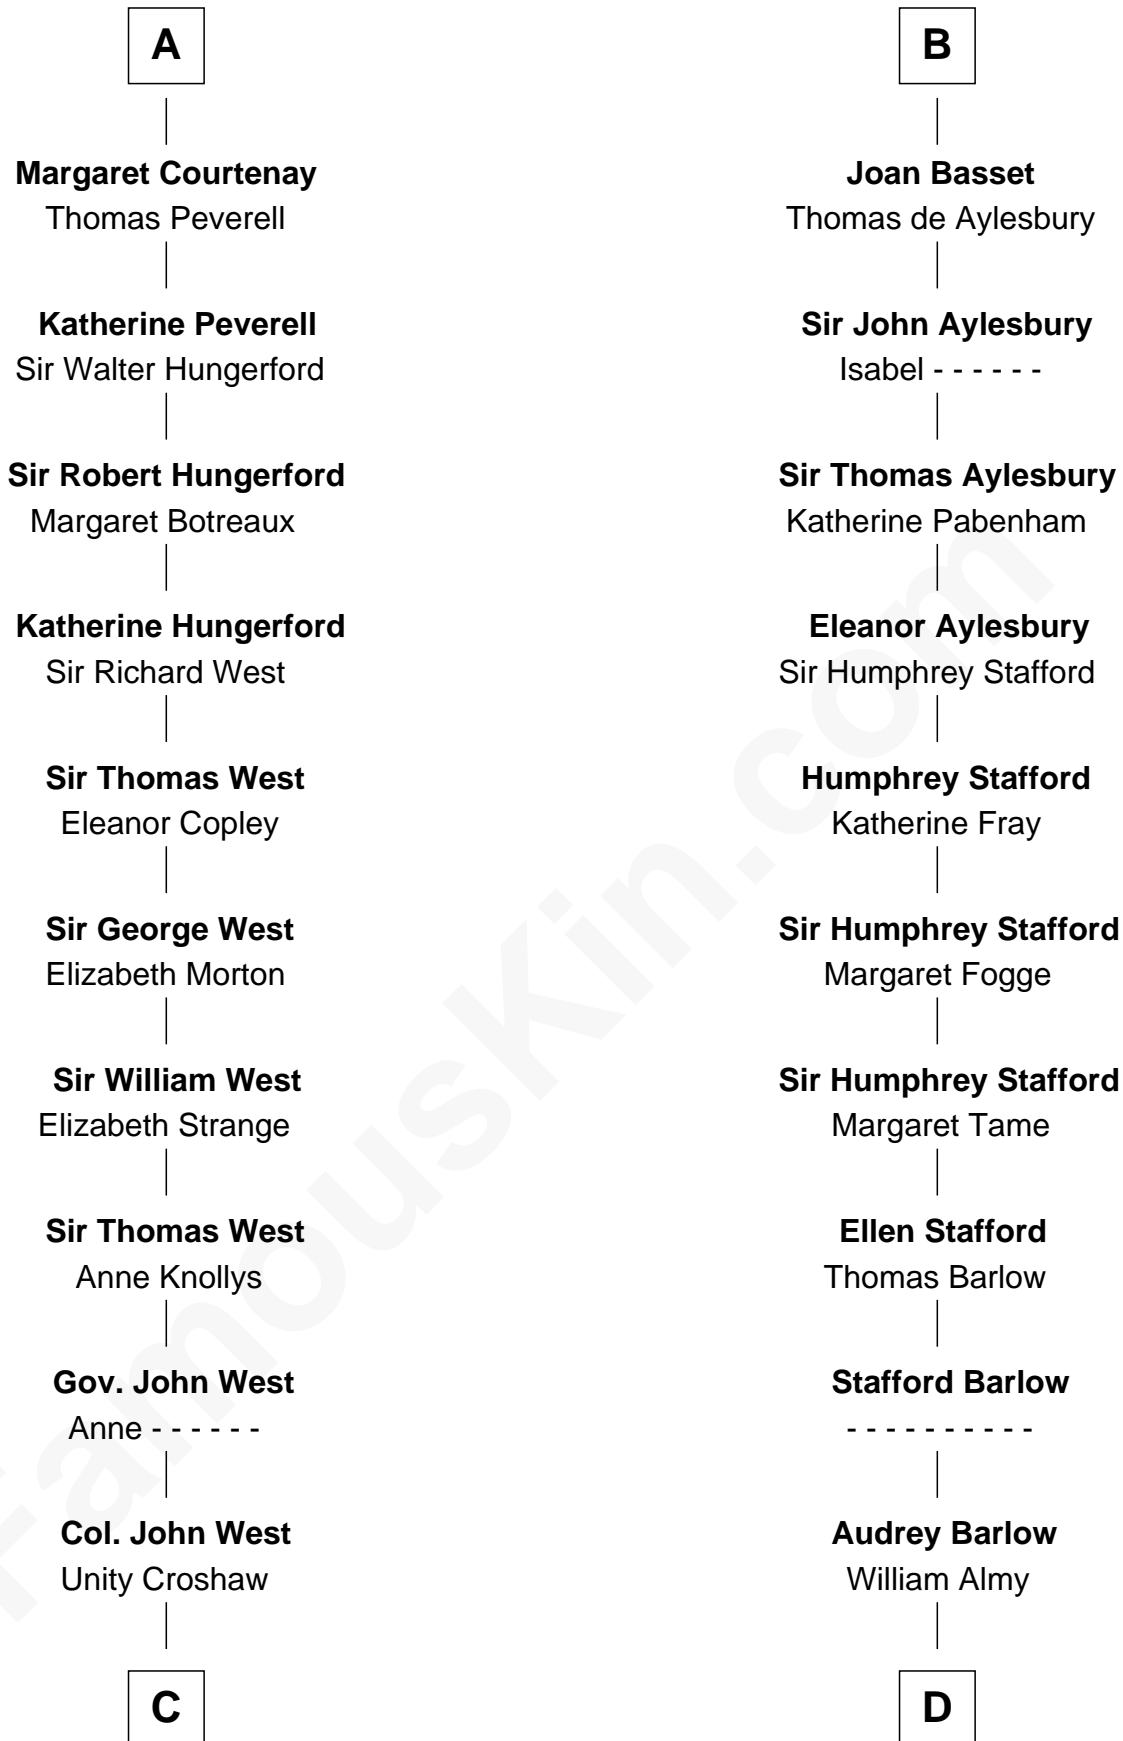 A
Margaret Courtenay
Thomas Peverell
Katherine Peverell
Sir Walter Hungerford
Sir Robert Hungerford
Margaret Botreaux
Katherine Hungerford
Sir Richard West
Sir Thomas West
Eleanor Copley
Sir George West
Elizabeth Morton
Sir William West
Elizabeth Strange
Sir Thomas West
Anne Knollys
Gov. John West
Anne - - - - - -
Col. John West
Unity Croshaw
C
B
Joan Basset
Thomas de Aylesbury
Sir John Aylesbury
Isabel - - - - - -
Sir Thomas Aylesbury
Katherine Pabenham
Eleanor Aylesbury
Sir Humphrey Stafford
Humphrey Stafford
Katherine Fray
Sir Humphrey Stafford
Margaret Fogge
Sir Humphrey Stafford
Margaret Tame
Ellen Stafford
Thomas Barlow
Stafford Barlow
- - - - - - - - - -
Audrey Barlow
William Almy
D
FamousKin.com